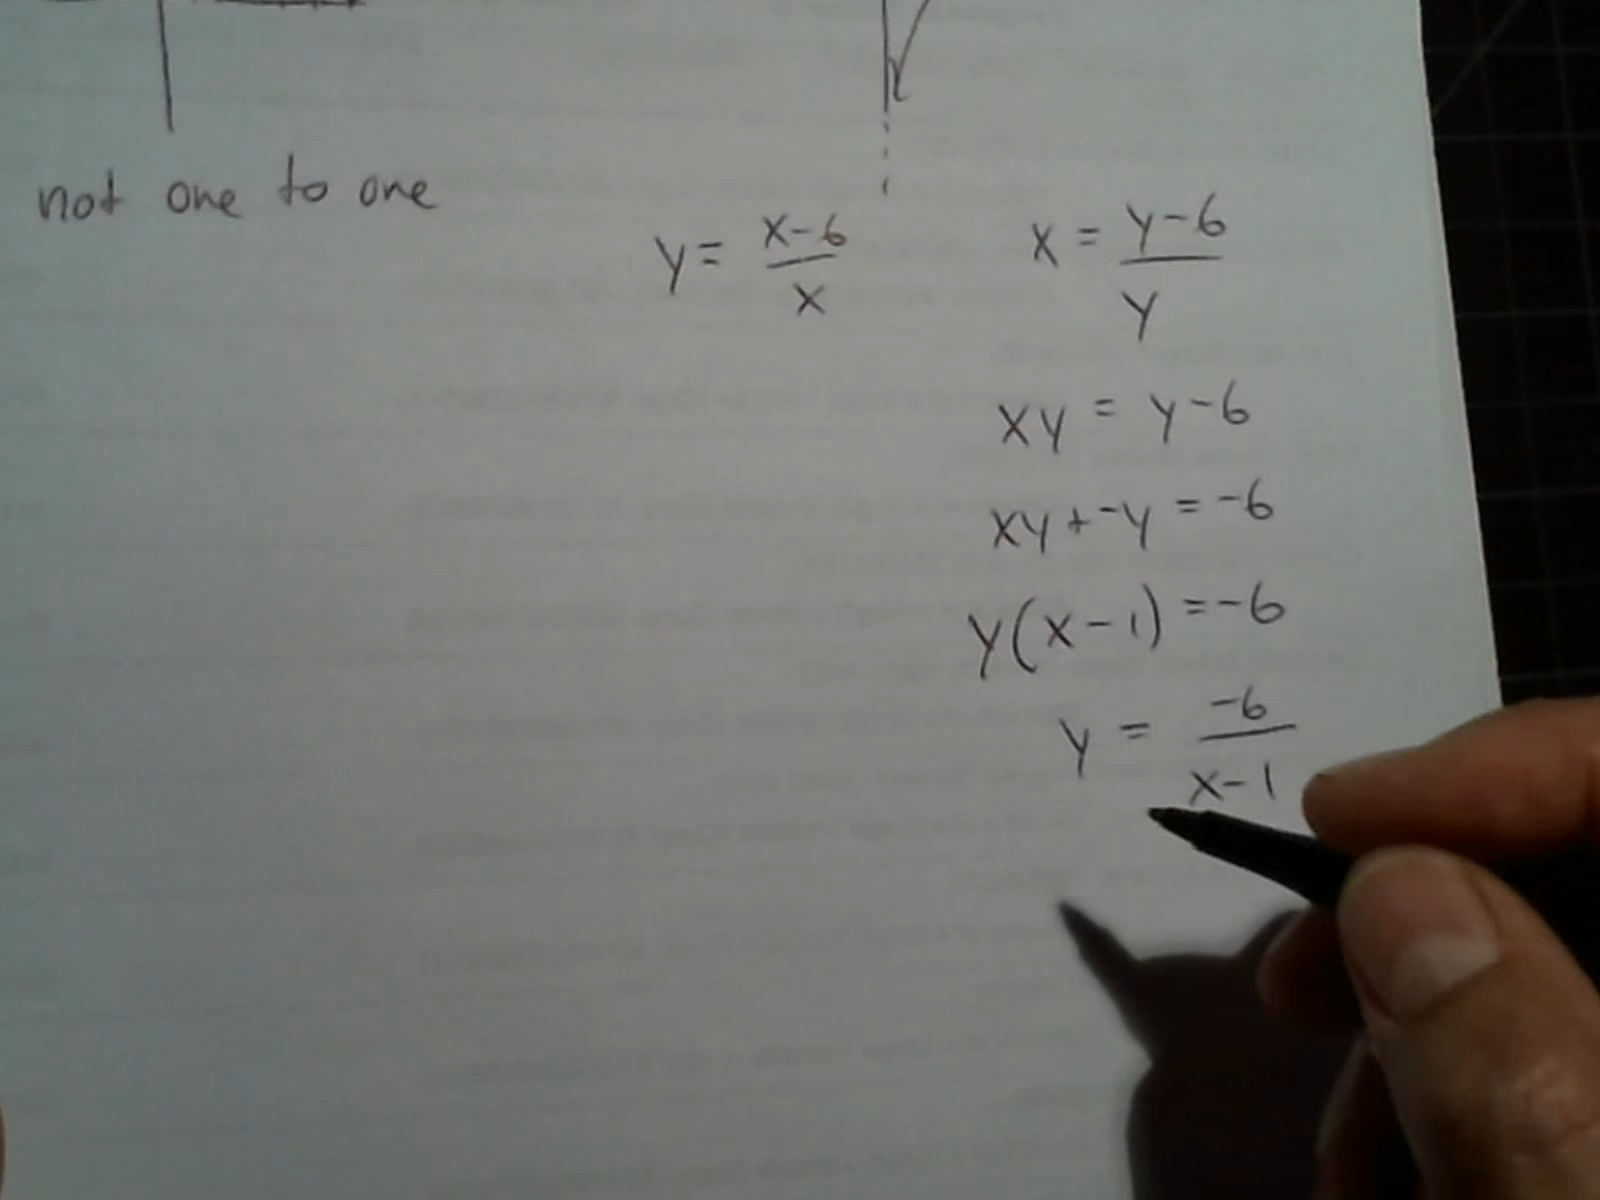 not one to one
y = x-6/x
x = y-6/y
xy = y-6
xy+-y = -6
y(x-1) = -6
y = -6/x-1